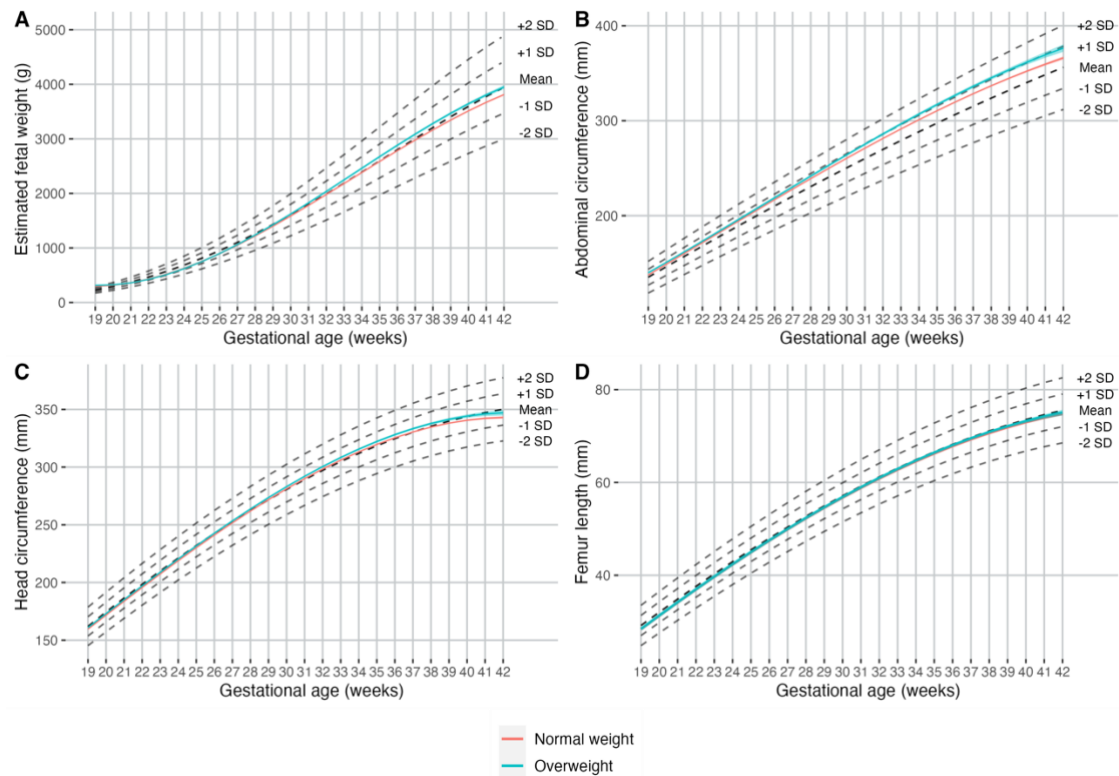 A
Estimated fetal weight (g)
5000
4000
3000
2000
1000
0
+2 SD
+1 SD
Mean
-1 SD
-2 SD
19 20 21 22 23 24 25 26 27 28 29 30 31 32 33 34 35 36 37 38 39 40 41 42
Gestational age (weeks)
B
Abdominal circumference (mm)
400
300
200
+2 SD
+1 SD
Mean
-1 SD
-2 SD
19 20 21 22 23 24 25 26 27 28 29 30 31 32 33 34 35 36 37 38 39 40 41 42
Gestational age (weeks)
C
Head circumference (mm)
350
300
250
200
150
+2 SD
+1 SD
Mean
-1 SD
-2 SD
19 20 21 22 23 24 25 26 27 28 29 30 31 32 33 34 35 36 37 38 39 40 41 42
Gestational age (weeks)
D
Femur length (mm)
80
60
40
+2 SD
+1 SD
Mean
-1 SD
-2 SD
19 20 21 22 23 24 25 26 27 28 29 30 31 32 33 34 35 36 37 38 39 40 41 42
Gestational age (weeks)
Normal weight
Overweight